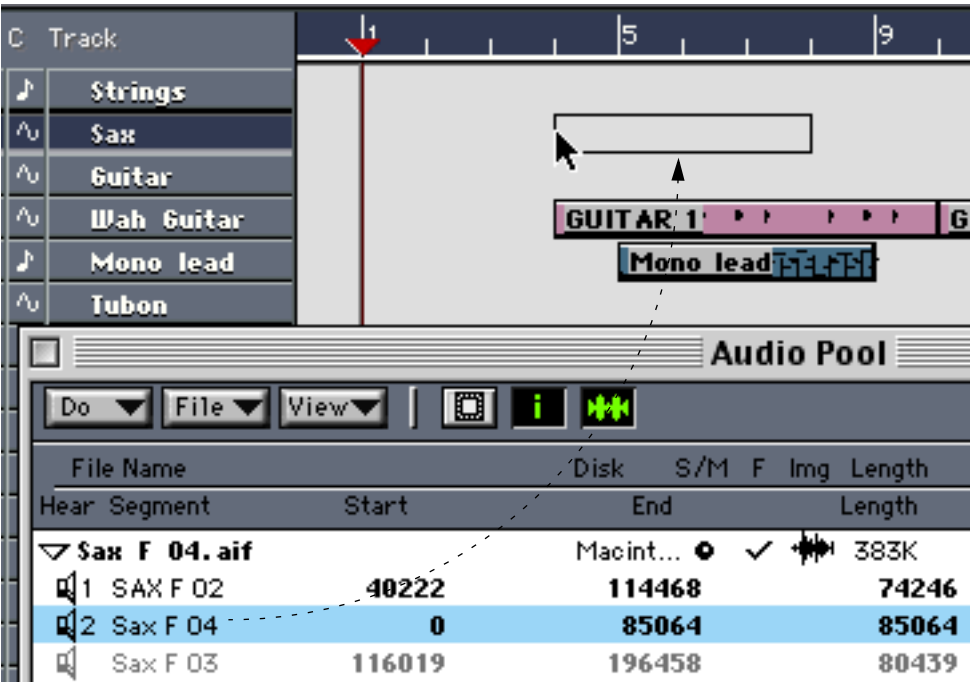 C Track 1 5 9
Strings
Sax
Guitar
Wah Guitar GUITAR 1 G
Mono lead Mono lead
Tubon
Audio Pool
Do File View i
File Name Disk S/M F Img Length
Hear Segment Start End Length
Sax F 04.aif Macint... 383K
1 SAX F 02 40222 114468 74246
2 Sax F 04 0 85064 85064
Sax F 03 116019 196458 80439